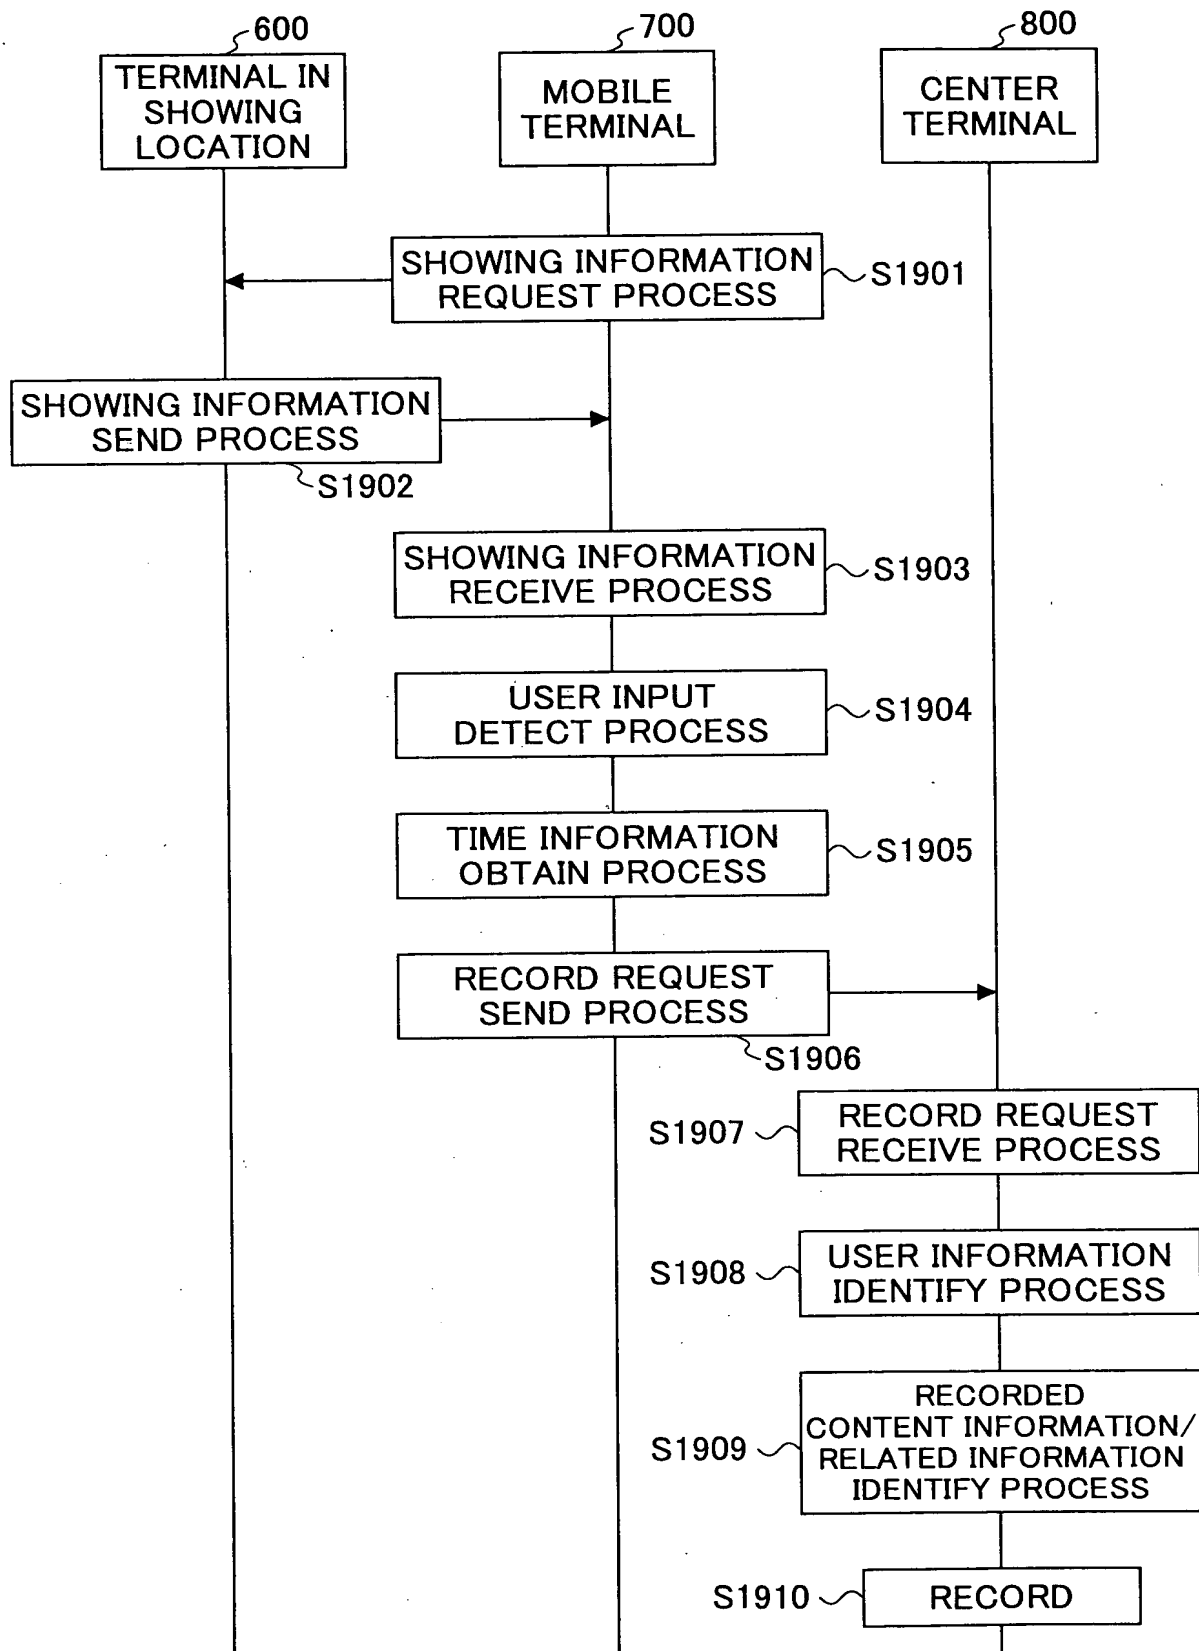 600
TERMINAL IN
SHOWING
LOCATION
700
MOBILE
TERMINAL
800
CENTER
TERMINAL
SHOWING INFORMATION
REQUEST PROCESS
S1901
SHOWING INFORMATION
SEND PROCESS
S1902
SHOWING INFORMATION
RECEIVE PROCESS
S1903
USER INPUT
DETECT PROCESS
S1904
TIME INFORMATION
OBTAIN PROCESS
S1905
RECORD REQUEST
SEND PROCESS
S1906
S1907
RECORD REQUEST
RECEIVE PROCESS
S1908
USER INFORMATION
IDENTIFY PROCESS
S1909
RECORDED
CONTENT INFORMATION/
RELATED INFORMATION
IDENTIFY PROCESS
S1910
RECORD